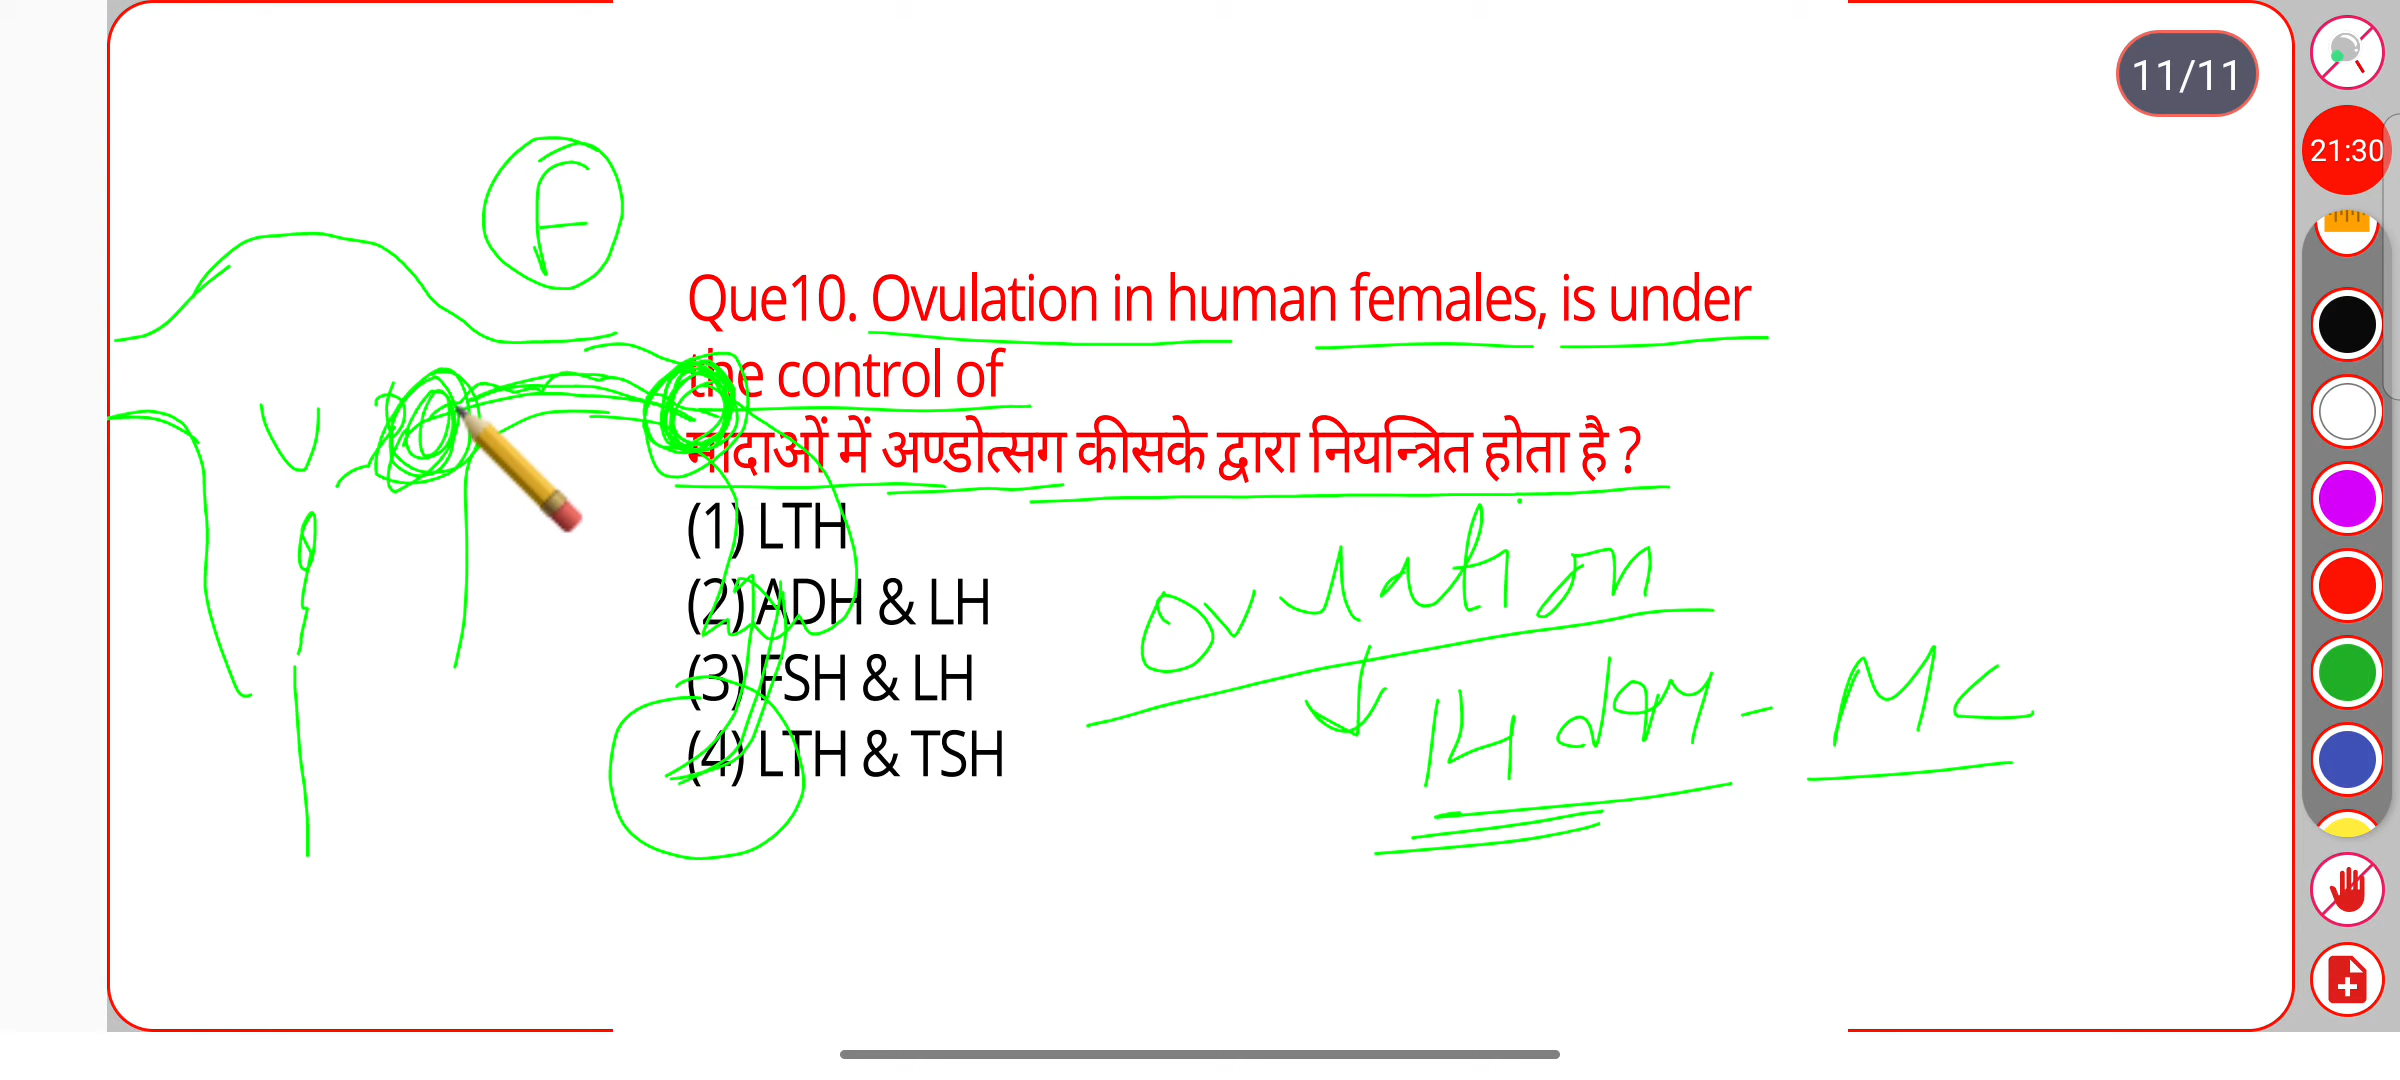 11/11
21:30
F
Que10. Ovulation in human females, is under
the control of
मादाओं में अण्डोत्सग कीसके द्वारा नियन्त्रित होता है ?
(1) LTH
(2) ADH & LH
(3) FSH & LH
(4) LTH & TSH
Ovulation
14 day - MC